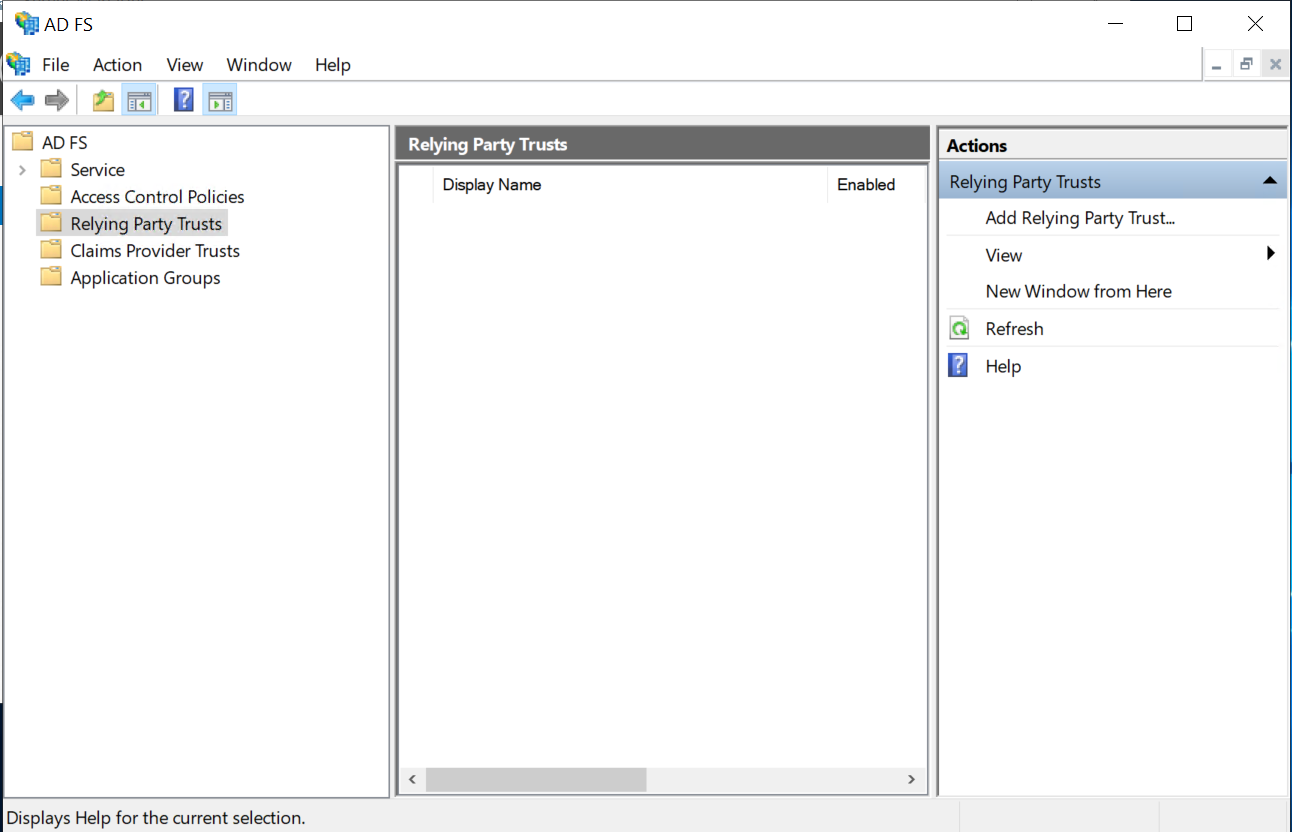 AD FS
File Action View Window Help
AD FS
Service
Access Control Policies
Relying Party Trusts
Claims Provider Trusts
Application Groups
Relying Party Trusts
Display Name Enabled
Actions
Relying Party Trusts
Add Relying Party Trust...
View
New Window from Here
Refresh
Help
Displays Help for the current selection.